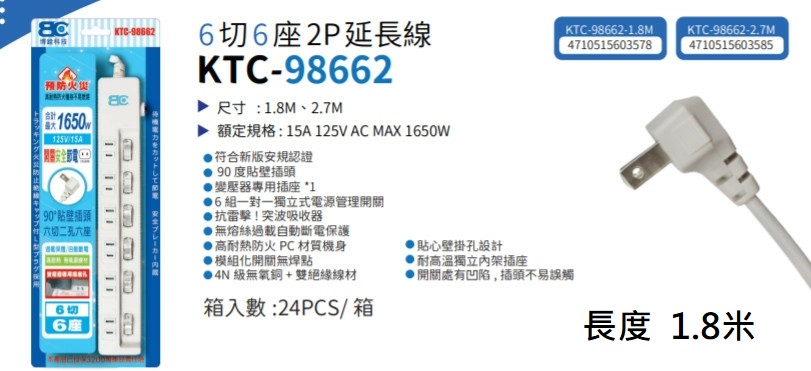 6切6座2P延長線
KTC-98662
尺寸 : 1.8M、2.7M
額定規格 : 15A 125V AC MAX 1650W
符合新版安規認證
90 度貼壁插頭
變壓器專用插座 *1
6 組一對一獨立式電源管理開關
抗雷擊 ! 突波吸收器
無熔絲過載自動斷電保護
高耐熱防火 PC 材質機身
模組化開關無焊點
4N 級無氧銅 + 雙絕緣線材
貼心壁掛孔設計
耐高溫獨立內架插座
開關處有凹陷 , 插頭不易誤觸
箱入數 :24PCS/ 箱
KTC-98662-1.8M
4710515603578
KTC-98662-2.7M
4710515603585
長度 1.8米
KTC-98662
預防火災
合計最大1650W
125V/15A
開關安全節電
90°貼壁插頭
六切二孔六座
6切
6座